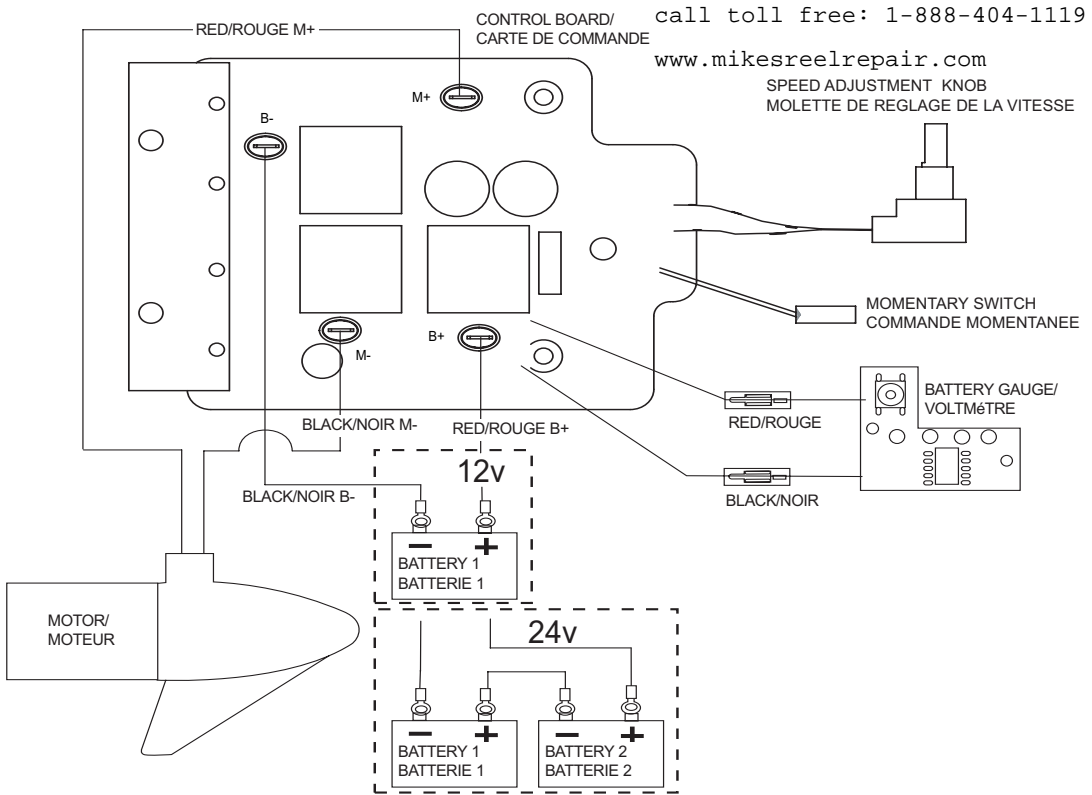 call toll free: 1-888-404-1119
www.mikesreelrepair.com
RED/ROUGE M+
CONTROL BOARD/
CARTE DE COMMANDE
SPEED ADJUSTMENT KNOB
MOLETTE DE REGLAGE DE LA VITESSE
M+
B-
MOMENTARY SWITCH
COMMANDE MOMENTANEE
M-
B+
BATTERY GAUGE/
VOLTMéTRE
RED/ROUGE
BLACK/NOIR M-
RED/ROUGE B+
BLACK/NOIR B-
BLACK/NOIR
12v
− +
BATTERY 1
BATTERIE 1
MOTOR/
MOTEUR
24v
− +
BATTERY 1
BATTERIE 1
− +
BATTERY 2
BATTERIE 2